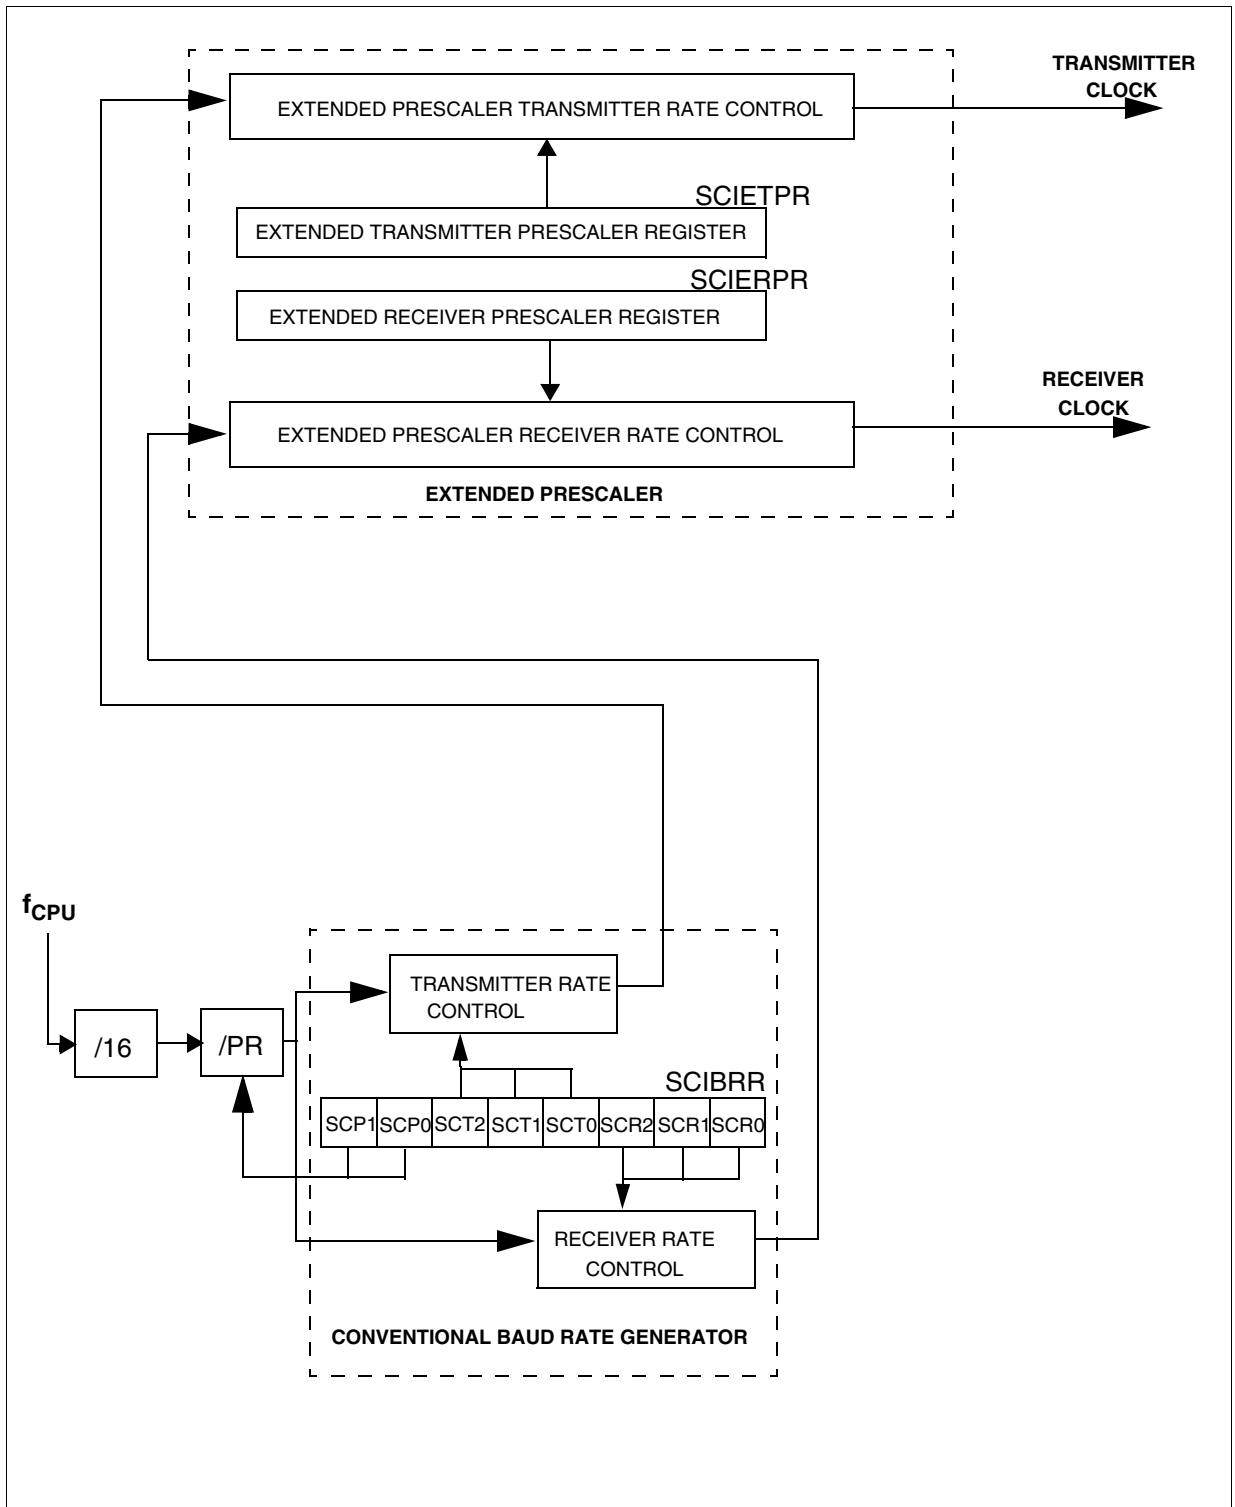 TRANSMITTER
CLOCK
EXTENDED PRESCALER TRANSMITTER RATE CONTROL
SCIETPR
EXTENDED TRANSMITTER PRESCALER REGISTER
SCIERPR
EXTENDED RECEIVER PRESCALER REGISTER
RECEIVER
CLOCK
EXTENDED PRESCALER RECEIVER RATE CONTROL
EXTENDED PRESCALER
fCPU
TRANSMITTER RATE
CONTROL
/16
/PR
SCIBRR
SCP1 SCP0 SCT2 SCT1 SCT0 SCR2 SCR1 SCR0
RECEIVER RATE
CONTROL
CONVENTIONAL BAUD RATE GENERATOR